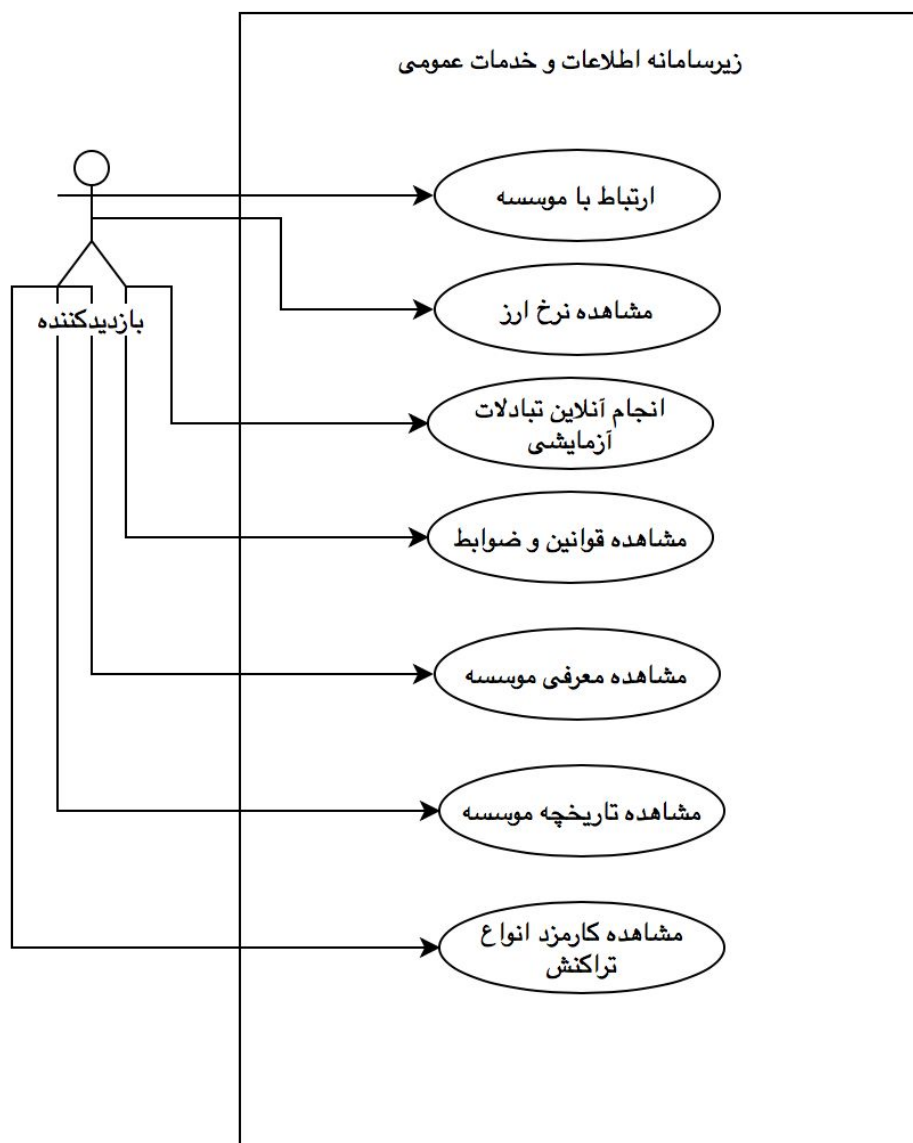 زیرسامانه اطلاعات و خدمات عمومی
ارتباط با موسسه
مشاهده نرخ ارز
بازدیدکننده
انجام آنلاین تبادلات
آزمایشی
مشاهده قوانین و ضوابط
مشاهده معرفی موسسه
مشاهده تاریخچه موسسه
مشاهده کارمزد انواع
تراکنش